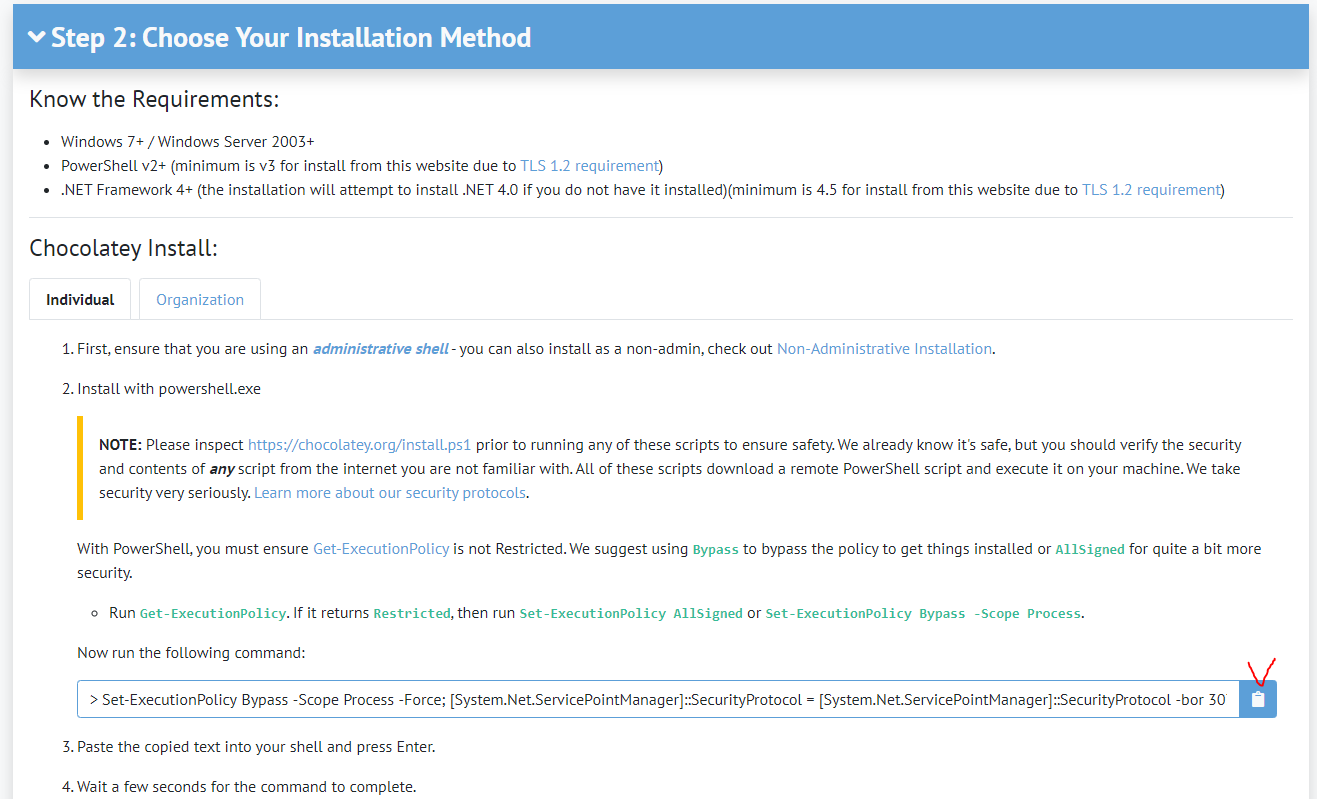 Step 2: Choose Your Installation Method
Know the Requirements:
Windows 7+ / Windows Server 2003+
PowerShell v2+ (minimum is v3 for install from this website due to TLS 1.2 requirement)
.NET Framework 4+ (the installation will attempt to install .NET 4.0 if you do not have it installed)(minimum is 4.5 for install from this website due to TLS 1.2 requirement)
Chocolatey Install:
Individual
Organization
1. First, ensure that you are using an administrative shell - you can also install as a non-admin, check out Non-Administrative Installation.
2. Install with powershell.exe
NOTE: Please inspect https://chocolatey.org/install.ps1 prior to running any of these scripts to ensure safety. We already know it's safe, but you should verify the security
and contents of any script from the internet you are not familiar with. All of these scripts download a remote PowerShell script and execute it on your machine. We take
security very seriously. Learn more about our security protocols.
With PowerShell, you must ensure Get-ExecutionPolicy is not Restricted. We suggest using Bypass to bypass the policy to get things installed or AllSigned for quite a bit more
security.
Run Get-ExecutionPolicy. If it returns Restricted, then run Set-ExecutionPolicy AllSigned or Set-ExecutionPolicy Bypass -Scope Process.
Now run the following command:
> Set-ExecutionPolicy Bypass -Scope Process -Force; [System.Net.ServicePointManager]::SecurityProtocol = [System.Net.ServicePointManager]::SecurityProtocol -bor 30
3. Paste the copied text into your shell and press Enter.
4. Wait a few seconds for the command to complete.